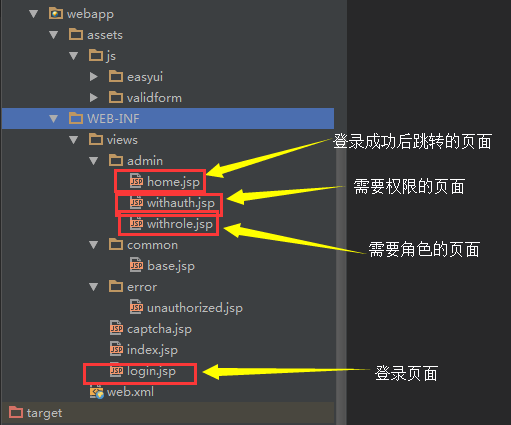 webapp
assets
js
easyui
validform
WEB-INF
views
admin
登录成功后跳转的页面
home.jsp
需要权限的页面
withauth.jsp
withrole.jsp
需要角色的页面
common
base.jsp
error
unauthorized.jsp
captcha.jsp
index.jsp
login.jsp
登录页面
web.xml
target